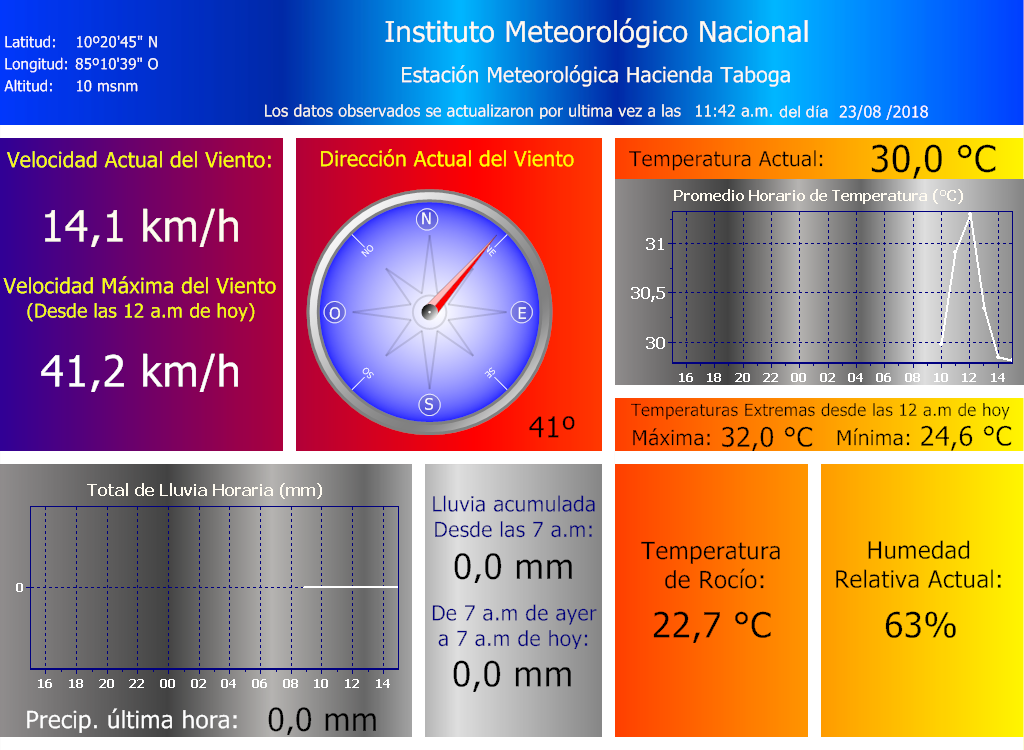 Instituto Meteorológico Nacional
Latitud: 10º20'45" N
Longitud: 85º10'39" O
Altitud: 10 msnm
Estación Meteorológica Hacienda Taboga
Los datos observados se actualizaron por ultima vez a las 11:42 a.m. del día 23/08 /2018
Velocidad Actual del Viento:
14,1 km/h
Velocidad Máxima del Viento
(Desde las 12 a.m de hoy)
41,2 km/h
Dirección Actual del Viento
N
NO
NE
O
E
SO
SE
S
41º
Temperatura Actual: 30,0 °C
Promedio Horario de Temperatura (°C)
31
30,5
30
16 18 20 22 00 02 04 06 08 10 12 14
Temperaturas Extremas desde las 12 a.m de hoy
Máxima: 32,0 °C Mínima: 24,6 °C
Total de Lluvia Horaria (mm)
0
16 18 20 22 00 02 04 06 08 10 12 14
Precip. última hora: 0,0 mm
Lluvia acumulada
Desde las 7 a.m:
0,0 mm
De 7 a.m de ayer
a 7 a.m de hoy:
0,0 mm
Temperatura
de Rocío:
22,7 °C
Humedad
Relativa Actual:
63%